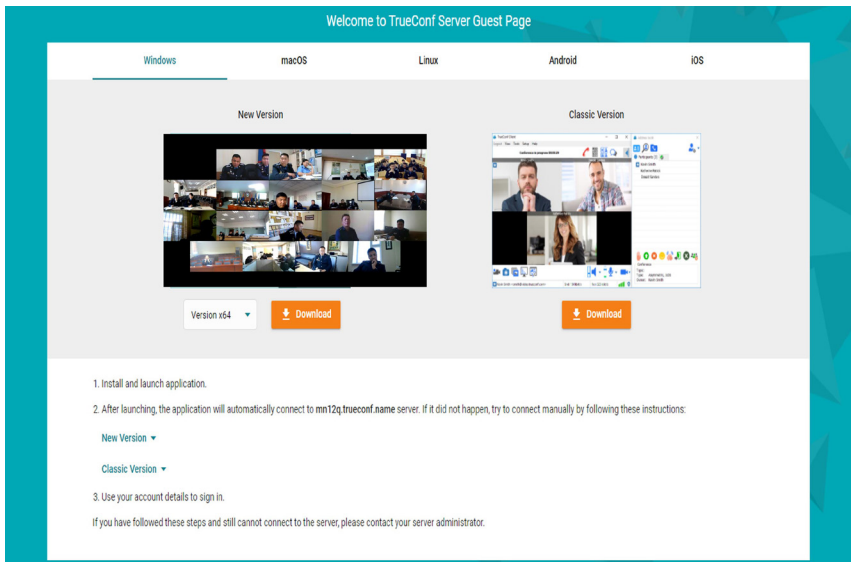 Welcome to TrueConf Server Guest Page
Windows
macOS
Linux
Android
iOS
New Version
Classic Version
Version x64
Download
Download
1. Install and launch application.
2. After launching, the application will automatically connect to mn12q.trueconf.name server. If it did not happen, try to connect manually by following these instructions:
New Version
Classic Version
3. Use your account details to sign in.
If you have followed these steps and still cannot connect to the server, please contact your server administrator.